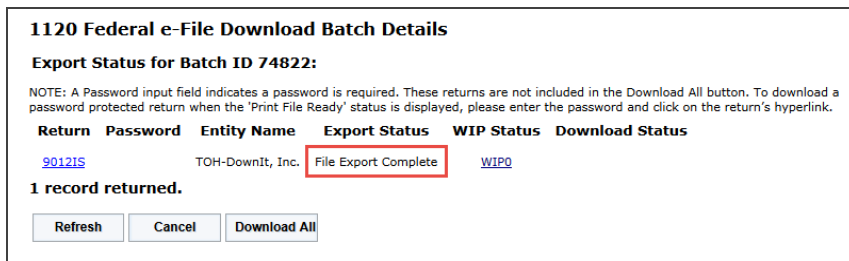 1120 Federal e-File Download Batch Details
Export Status for Batch ID 74822:
NOTE: A Password input field indicates a password is required. These returns are not included in the Download All button. To download a
password protected return when the 'Print File Ready' status is displayed, please enter the password and click on the return's hyperlink.
Return Password Entity Name Export Status WIP Status Download Status
9012IS TOH-DownIt, Inc. File Export Complete WIP0
1 record returned.
Refresh Cancel Download All